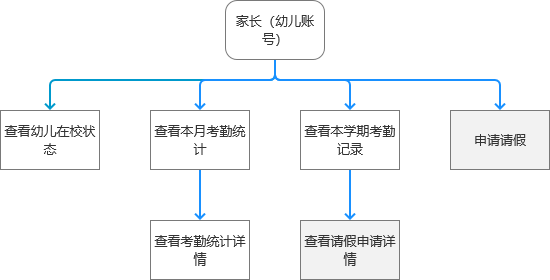 家长（幼儿账
号）
查看幼儿在校状
态
查看本月考勤统
计
查看本学期考勤
记录
申请请假
查看考勤统计详
情
查看请假申请详
情